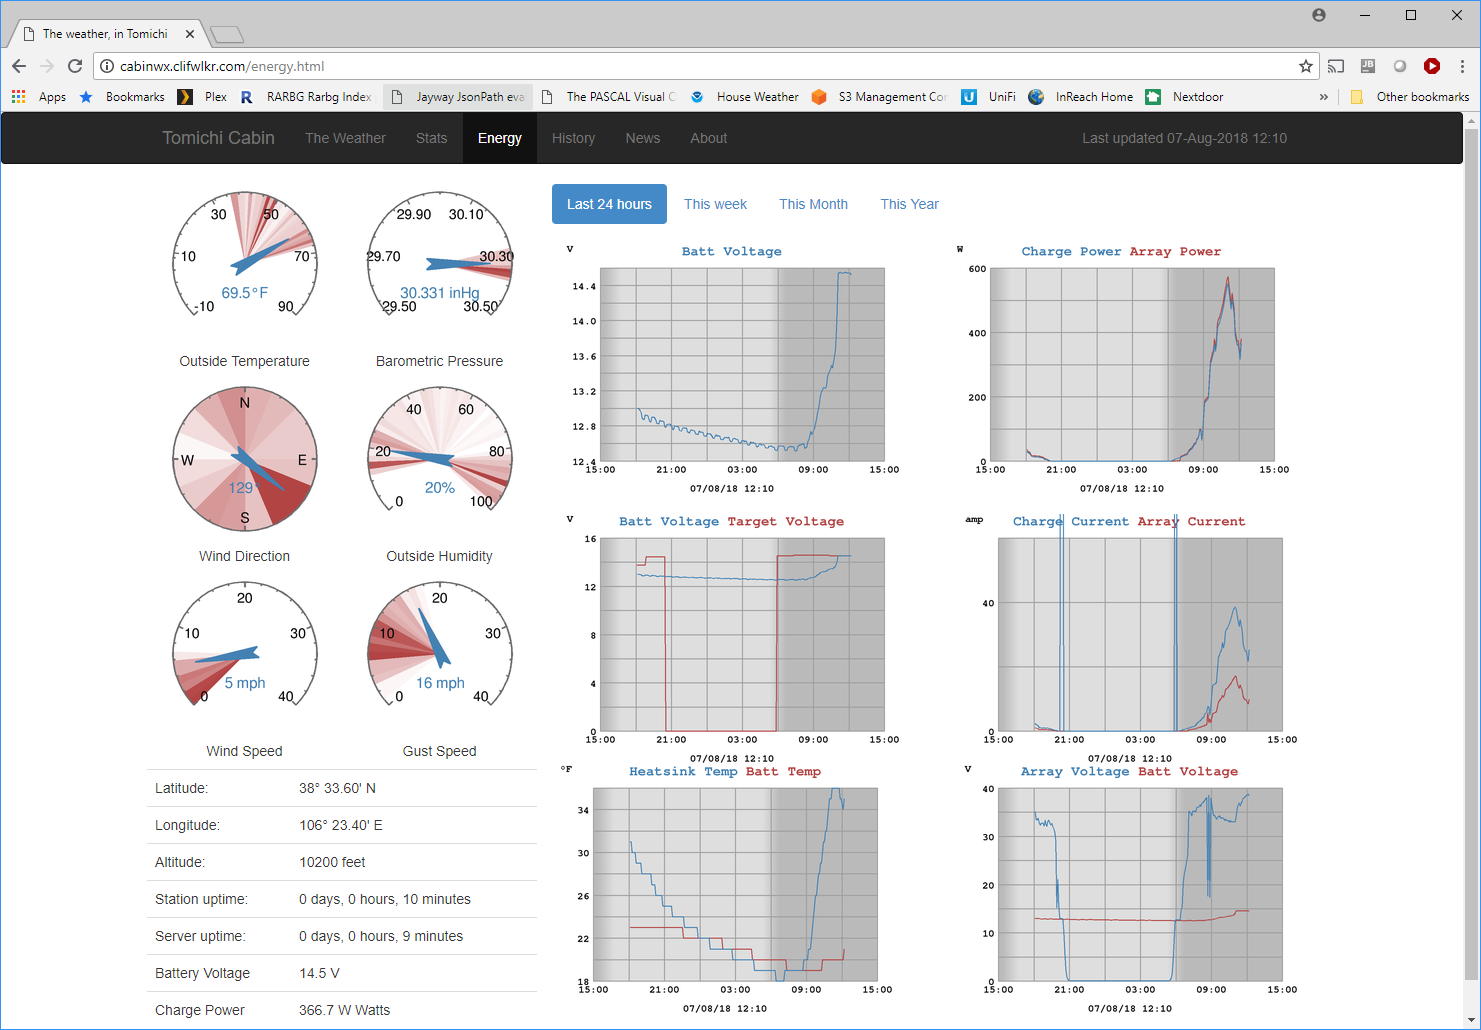 The weather, in Tomichi
cabinwx.clifwlkr.com/energy.html
Apps Bookmarks Plex RARBG Rarbg Index Jayway JsonPath eva The PASCAL Visual C House Weather S3 Management Con UniFi InReach Home Nextdoor » Other bookmarks
Tomichi Cabin The Weather Stats Energy History News About Last updated 07-Aug-2018 12:10
-10 10 30 50 70 90
69.5°F
Outside Temperature
29.50 29.70 29.90 30.10 30.30 30.50
30.331 inHg
Barometric Pressure
N
W E
129°
S
Wind Direction
0 20 40 60 80 100
20%
Outside Humidity
0 10 20 30 40
5 mph
Wind Speed
0 10 20 30 40
16 mph
Gust Speed
Latitude: 38° 33.60' N
Longitude: 106° 23.40' E
Altitude: 10200 feet
Station uptime: 0 days, 0 hours, 10 minutes
Server uptime: 0 days, 0 hours, 9 minutes
Battery Voltage 14.5 V
Charge Power 366.7 W Watts
Last 24 hours This week This Month This Year
V Batt Voltage
14.4
14.0
13.6
13.2
12.8
12.4
15:00 21:00 03:00 09:00 15:00
07/08/18 12:10
W Charge Power Array Power
600
400
200
0
15:00 21:00 03:00 09:00 15:00
07/08/18 12:10
V Batt Voltage Target Voltage
16
12
8
4
0
15:00 21:00 03:00 09:00 15:00
07/08/18 12:10
amp Charge Current Array Current
40
0
15:00 21:00 03:00 09:00 15:00
07/08/18 12:10
°F Heatsink Temp Batt Temp
34
30
26
22
18
15:00 21:00 03:00 09:00 15:00
07/08/18 12:10
V Array Voltage Batt Voltage
40
30
20
10
0
15:00 21:00 03:00 09:00 15:00
07/08/18 12:10